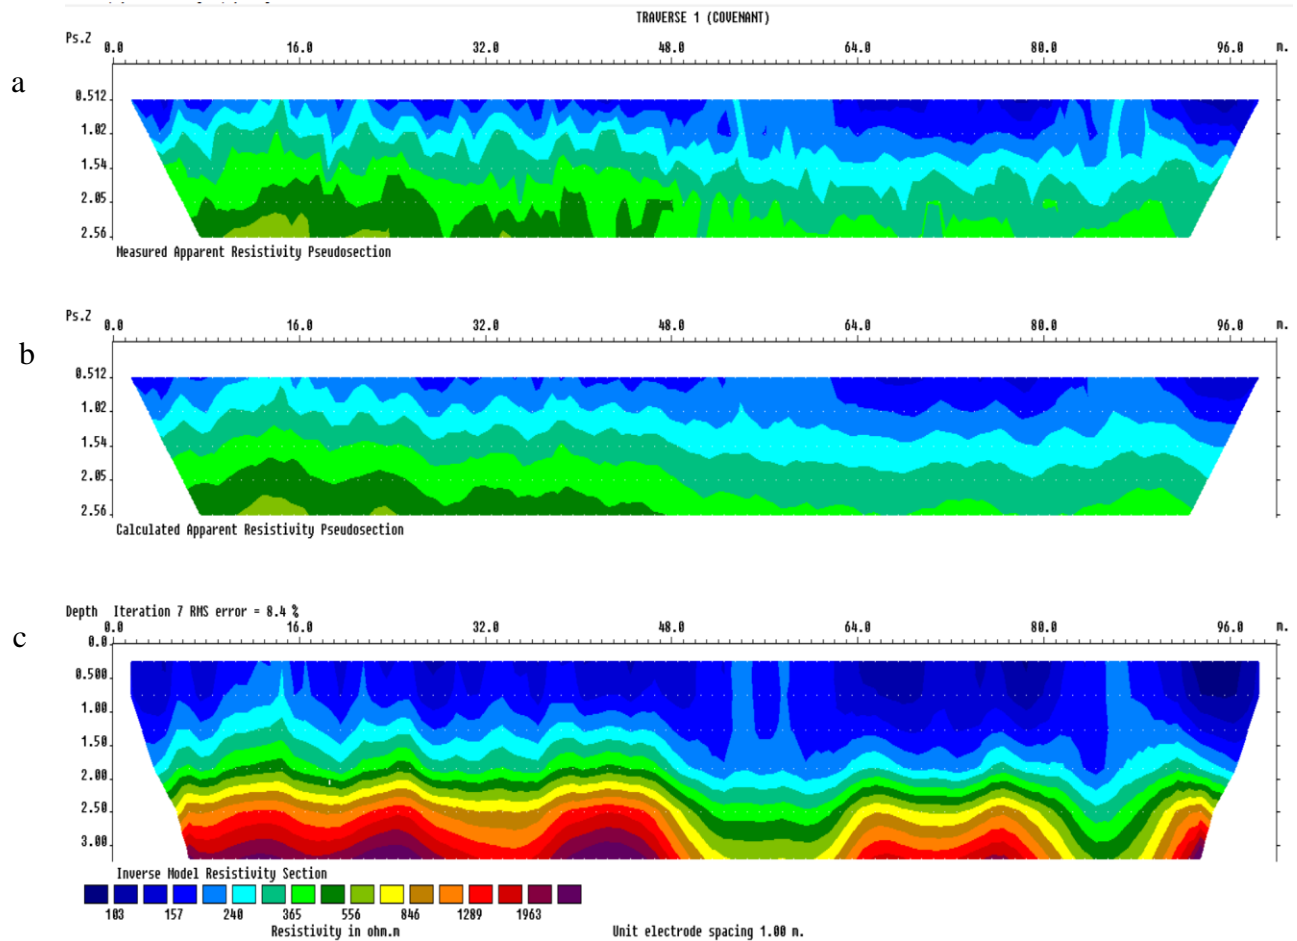 TRAVERSE 1 (COVENANT)
Ps.Z 0.0 16.0 32.0 48.0 64.0 80.0 96.0 m.
a
0.512
1.02
1.54
2.05
2.56
Measured Apparent Resistivity Pseudosection
Ps.Z 0.0 16.0 32.0 48.0 64.0 80.0 96.0 m.
b
0.512
1.02
1.54
2.05
2.56
Calculated Apparent Resistivity Pseudosection
Depth Iteration 7 RMS error = 8.4 %
c
0.0 16.0 32.0 48.0 64.0 80.0 96.0 m.
0.0
0.500
1.00
1.50
2.00
2.50
3.00
Inverse Model Resistivity Section
103 157 240 365 556 846 1289 1963
Resistivity in ohm.m Unit electrode spacing 1.00 m.